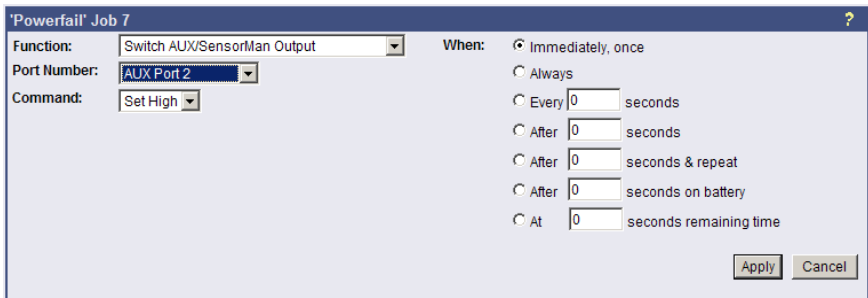 'Powerfail' Job 7 ?
Function: Switch AUX/SensorMan Output When: Immediately, once
Port Number: AUX Port 2 Always
Command: Set High Every 0 seconds
After 0 seconds
After 0 seconds & repeat
After 0 seconds on battery
At 0 seconds remaining time
Apply Cancel